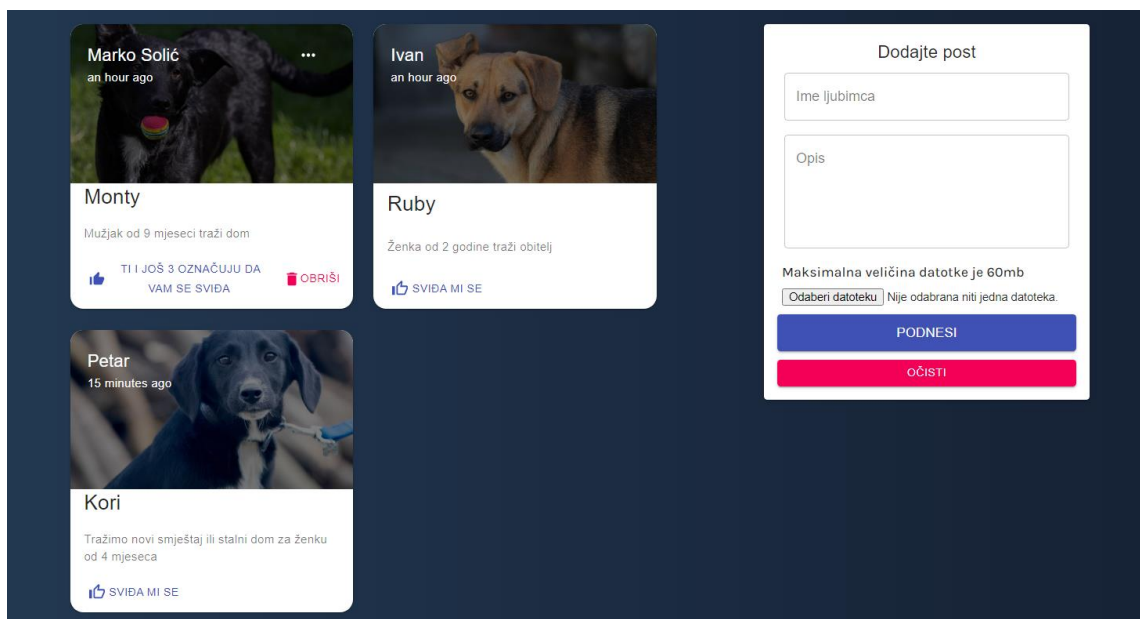 Marko Solić
an hour ago
Monty
Mužjak od 9 mjeseci traži dom
TI I JOŠ 3 OZNAČUJU DA
VAM SE SVIĐA
OBRIŠI
Ivan
an hour ago
Ruby
Ženka od 2 godine traži obitelj
SVIĐA MI SE
Petar
15 minutes ago
Kori
Tražimo novi smještaj ili stalni dom za ženku
od 4 mjeseca
SVIĐA MI SE
Dodajte post
Ime ljubimca
Opis
Maksimalna veličina datotke je 60mb
Odaberi datoteku Nije odabrana niti jedna datoteka.
PODNESI
OČISTI